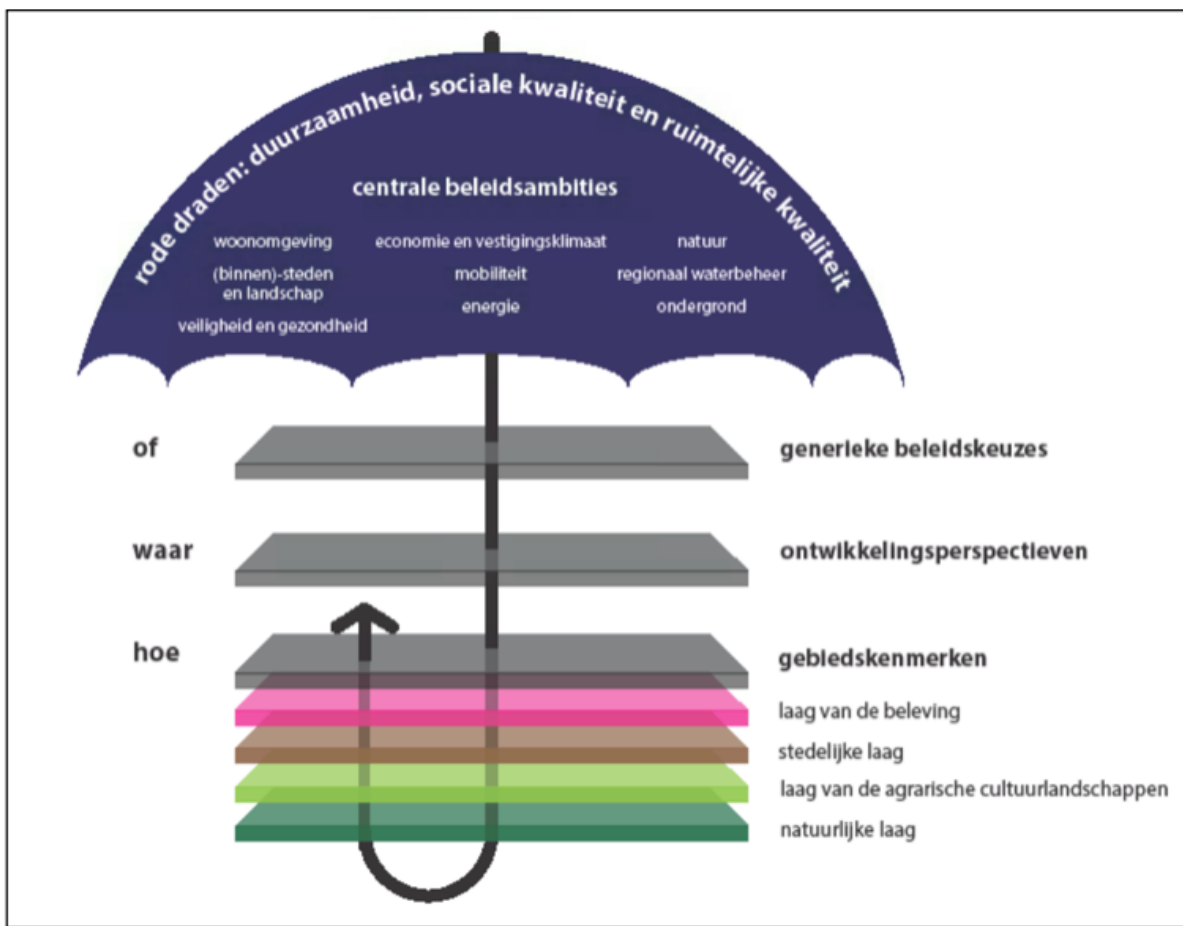 rode draden: duurzaamheid, sociale kwaliteit en ruimtelijke kwaliteit
centrale beleidsambities
woonomgeving
(binnen)-steden
en landschap
veiligheid en gezondheid
economie en vestigingsklimaat
mobiliteit
energie
natuur
regionaal waterbeheer
ondergrond
of
generieke beleidskeuzes
waar
ontwikkelingsperspectieven
hoe
gebiedskenmerken
laag van de beleving
stedelijke laag
laag van de agrarische cultuurlandschappen
natuurlijke laag